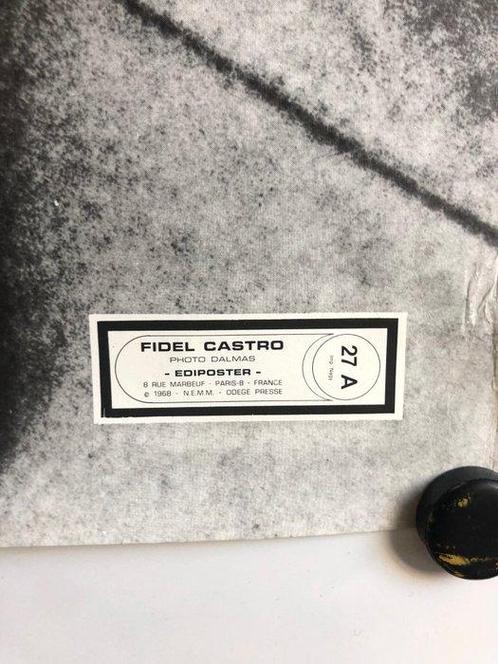 FIDEL CASTRO
PHOTO DALMAS
- EDIPOSTER -
8 RUE MARBEUF - PARIS-8 - FRANCE
© 1968 - N.E.M.M. - ODEGE PRESSE
27 A